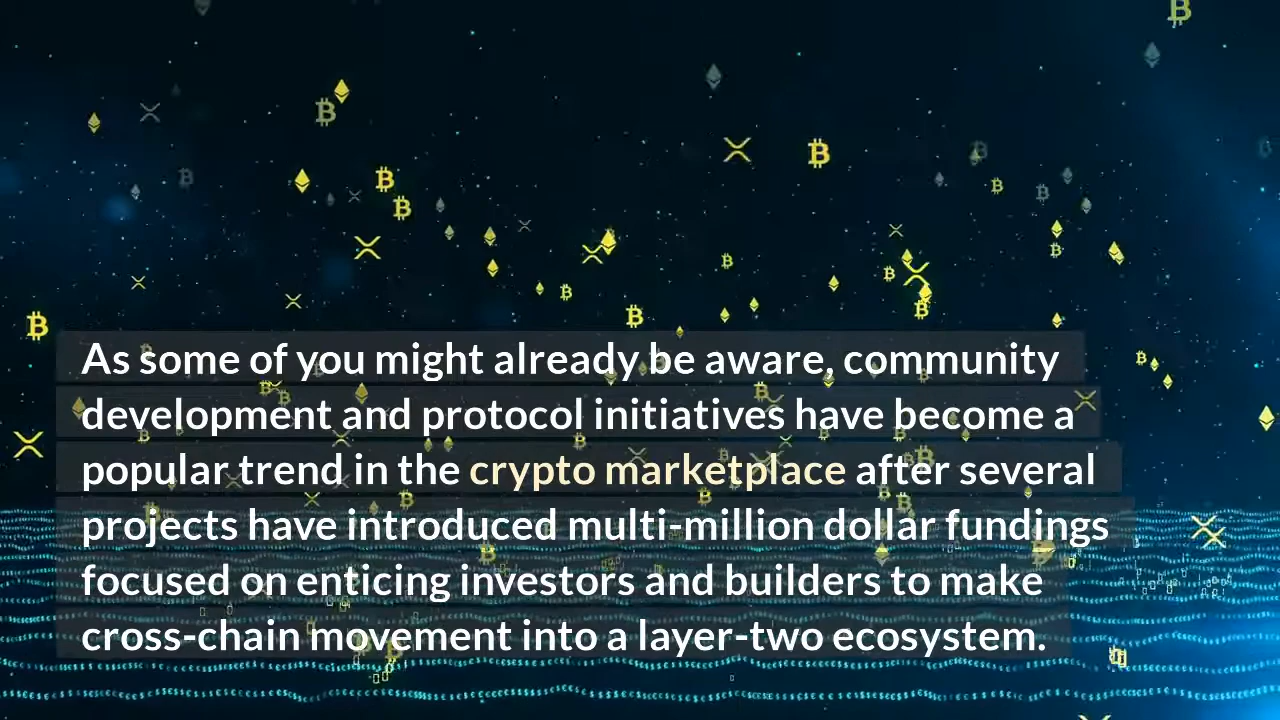 As some of you might already be aware, community
development and protocol initiatives have become a
popular trend in the crypto marketplace after several
projects have introduced multi-million dollar fundings
focused on enticing investors and builders to make
cross-chain movement into a layer-two ecosystem.